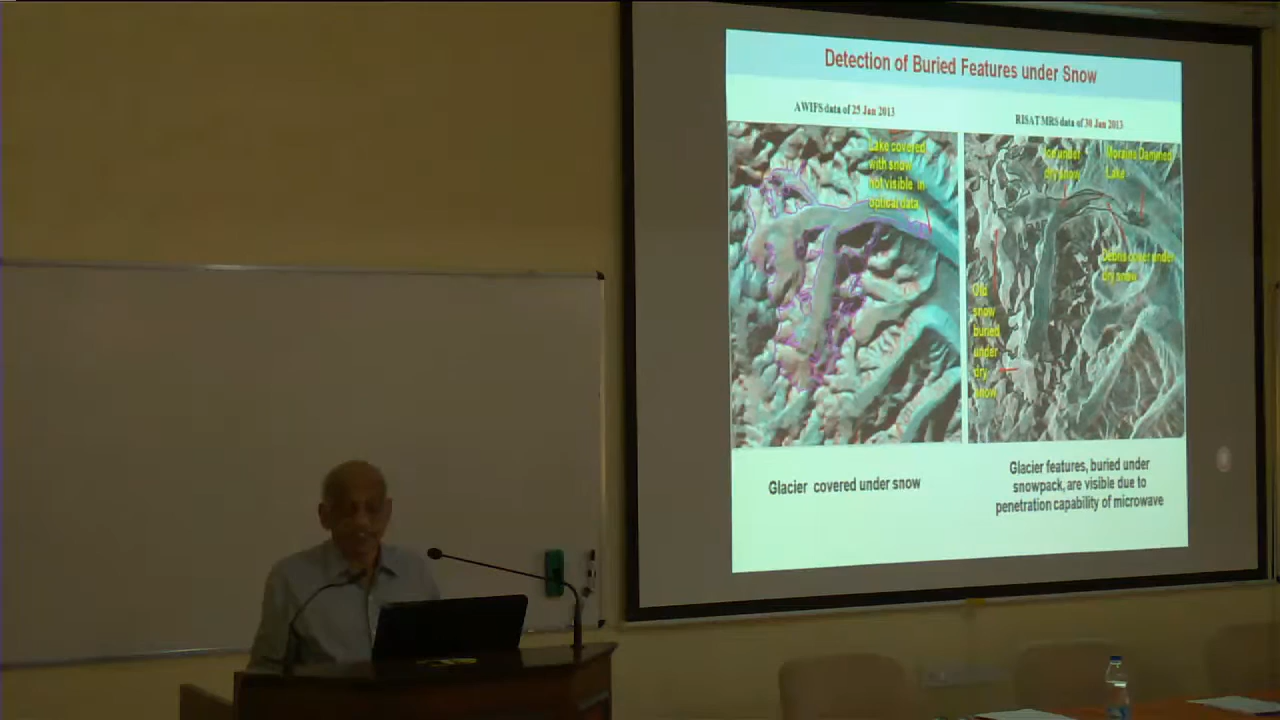 Detection of Buried Features under Snow
AWIFS data of 25 Jan 2013
RISAT MRS data of 30 Jan 2013
Lake covered
with snow
not visible in
optical data
Ice under
dry snow
Moraine Dammed
Lake
Debris cover under
dry snow
Old
snow
buried
under
dry
snow
Glacier covered under snow
Glacier features, buried under
snowpack, are visible due to
penetration capability of microwave